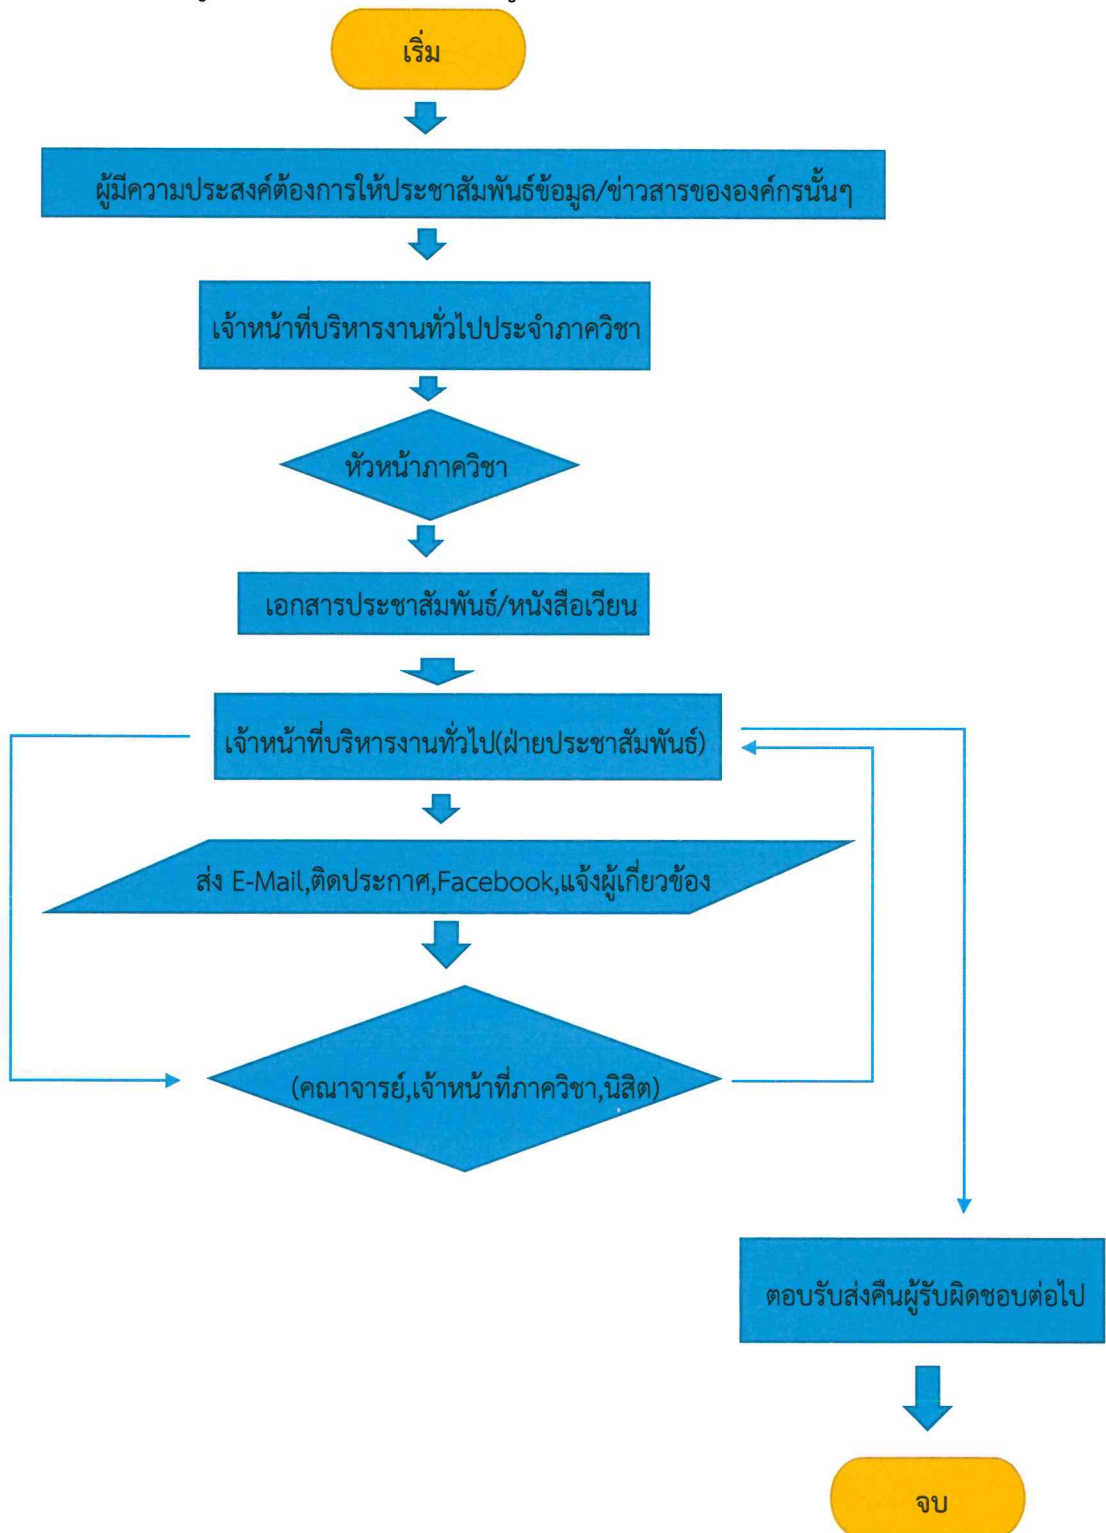 เริ่ม
ผู้มีความประสงค์ต้องการให้ประชาสัมพันธ์ข้อมูล/ข่าวสารขององค์กรนั้นๆ
เจ้าหน้าที่บริหารงานทั่วไปประจำภาควิชา
หัวหน้าภาควิชา
เอกสารประชาสัมพันธ์/หนังสือเวียน
เจ้าหน้าที่บริหารงานทั่วไป(ฝ่ายประชาสัมพันธ์)
ส่ง E-Mail,ติดประกาศ,Facebook,แจ้งผู้เกี่ยวข้อง
(คณาจารย์,เจ้าหน้าที่ภาควิชา,นิสิต)
ตอบรับส่งคืนผู้รับผิดชอบต่อไป
จบ